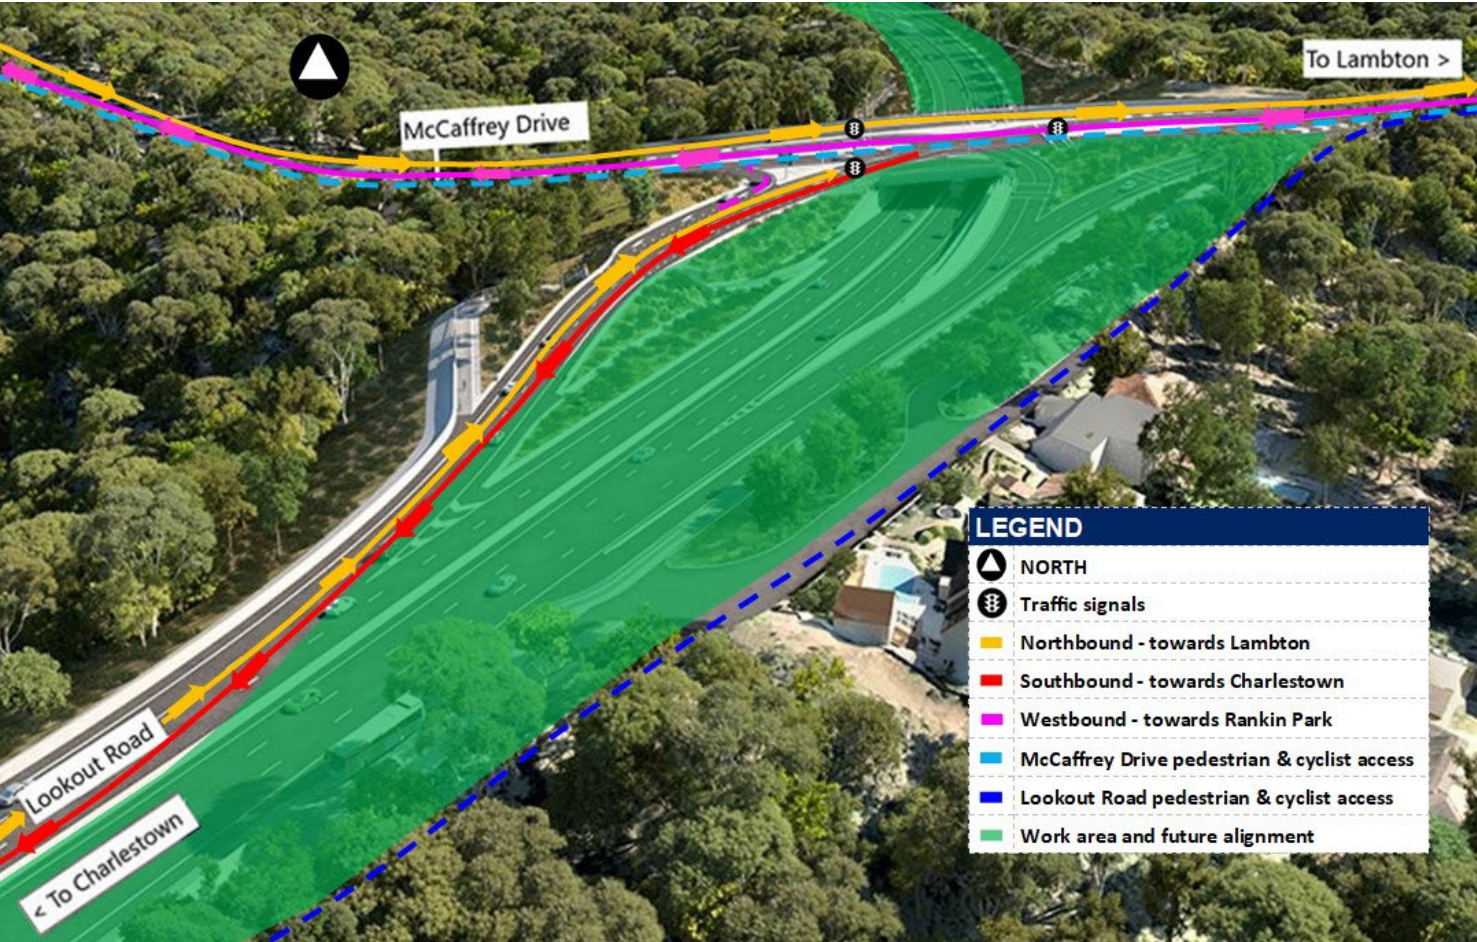 To Lambton >
McCaffrey Drive
Lookout Road
< To Charlestown
LEGEND
NORTH
Traffic signals
Northbound - towards Lambton
Southbound - towards Charlestown
Westbound - towards Rankin Park
McCaffrey Drive pedestrian & cyclist access
Lookout Road pedestrian & cyclist access
Work area and future alignment